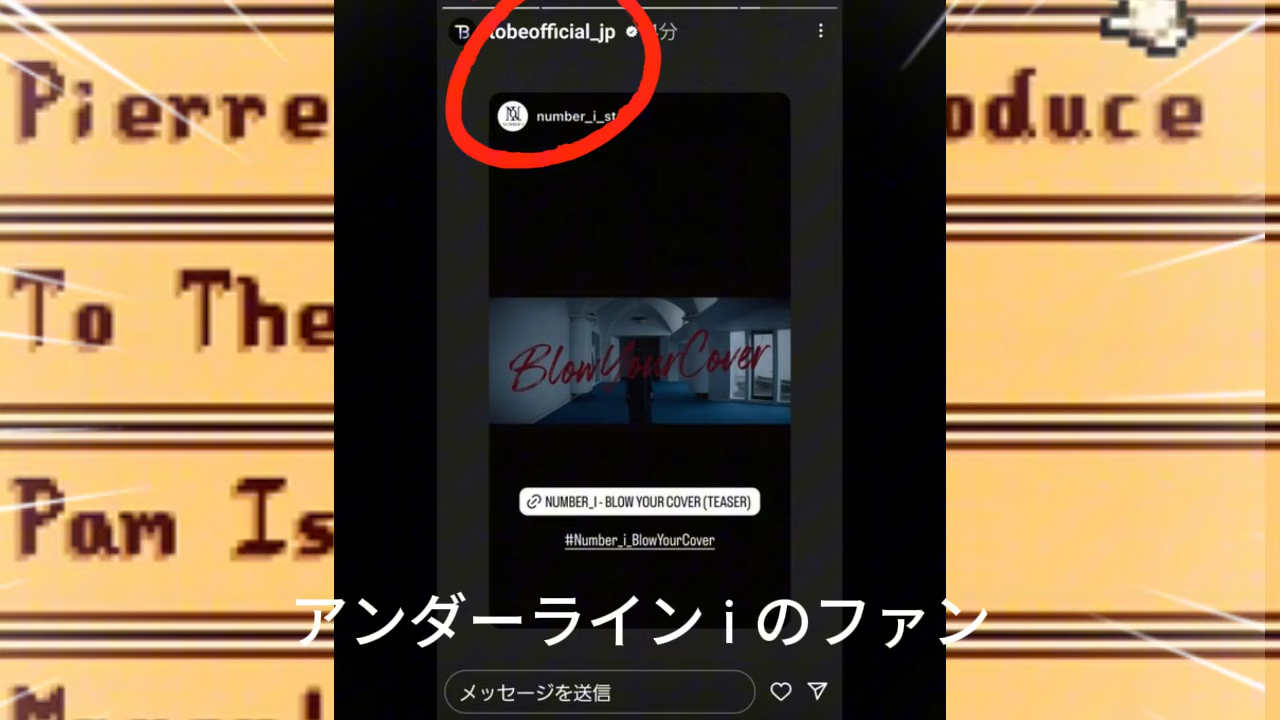 tobeofficial_jp
分
number_i_st
Pierre
oduce
To The
BlowYourCover
Pam Is
NUMBER_I - BLOW YOUR COVER (TEASER)
#Number_i_BlowYourCover
アンダーライン i のファン
メッセージを送信